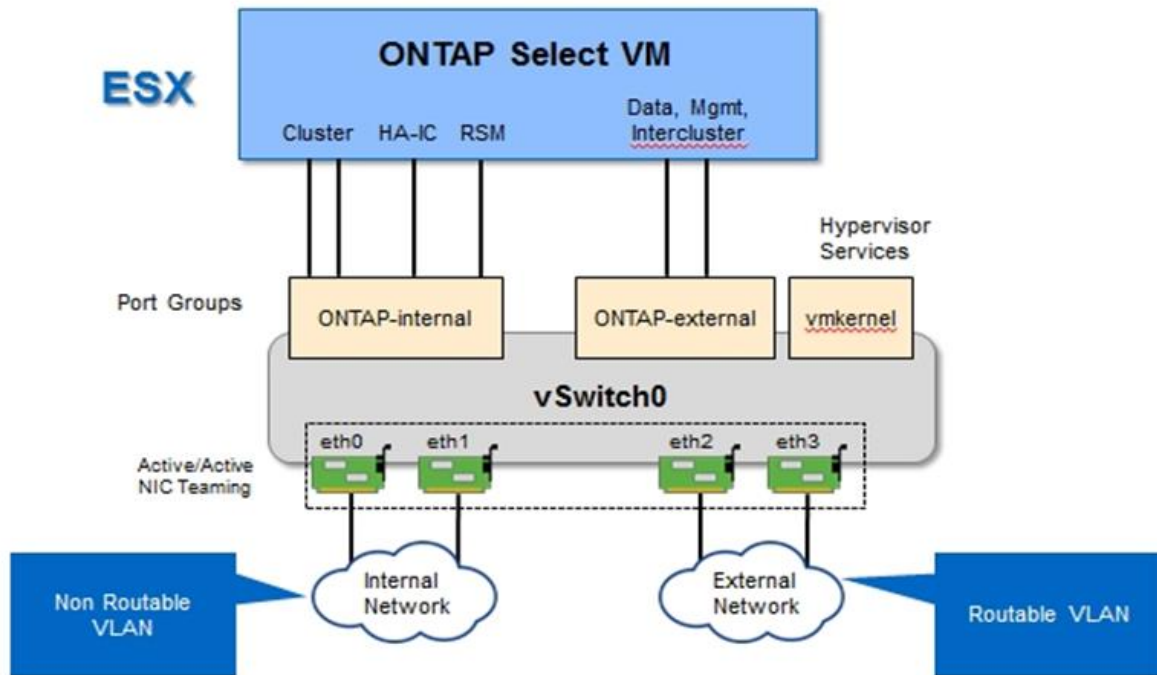 ONTAP Select VM
ESX
Data, Mgmt,
Cluster HA-IC RSM Intercluster
Hypervisor
Services
Port Groups
ONTAP-internal
ONTAP-external
vmkernel
vSwitch0
eth0
eth1
eth2
eth3
Active/Active
NIC Teaming
Non Routable
VLAN
Internal
Network
External
Network
Routable VLAN